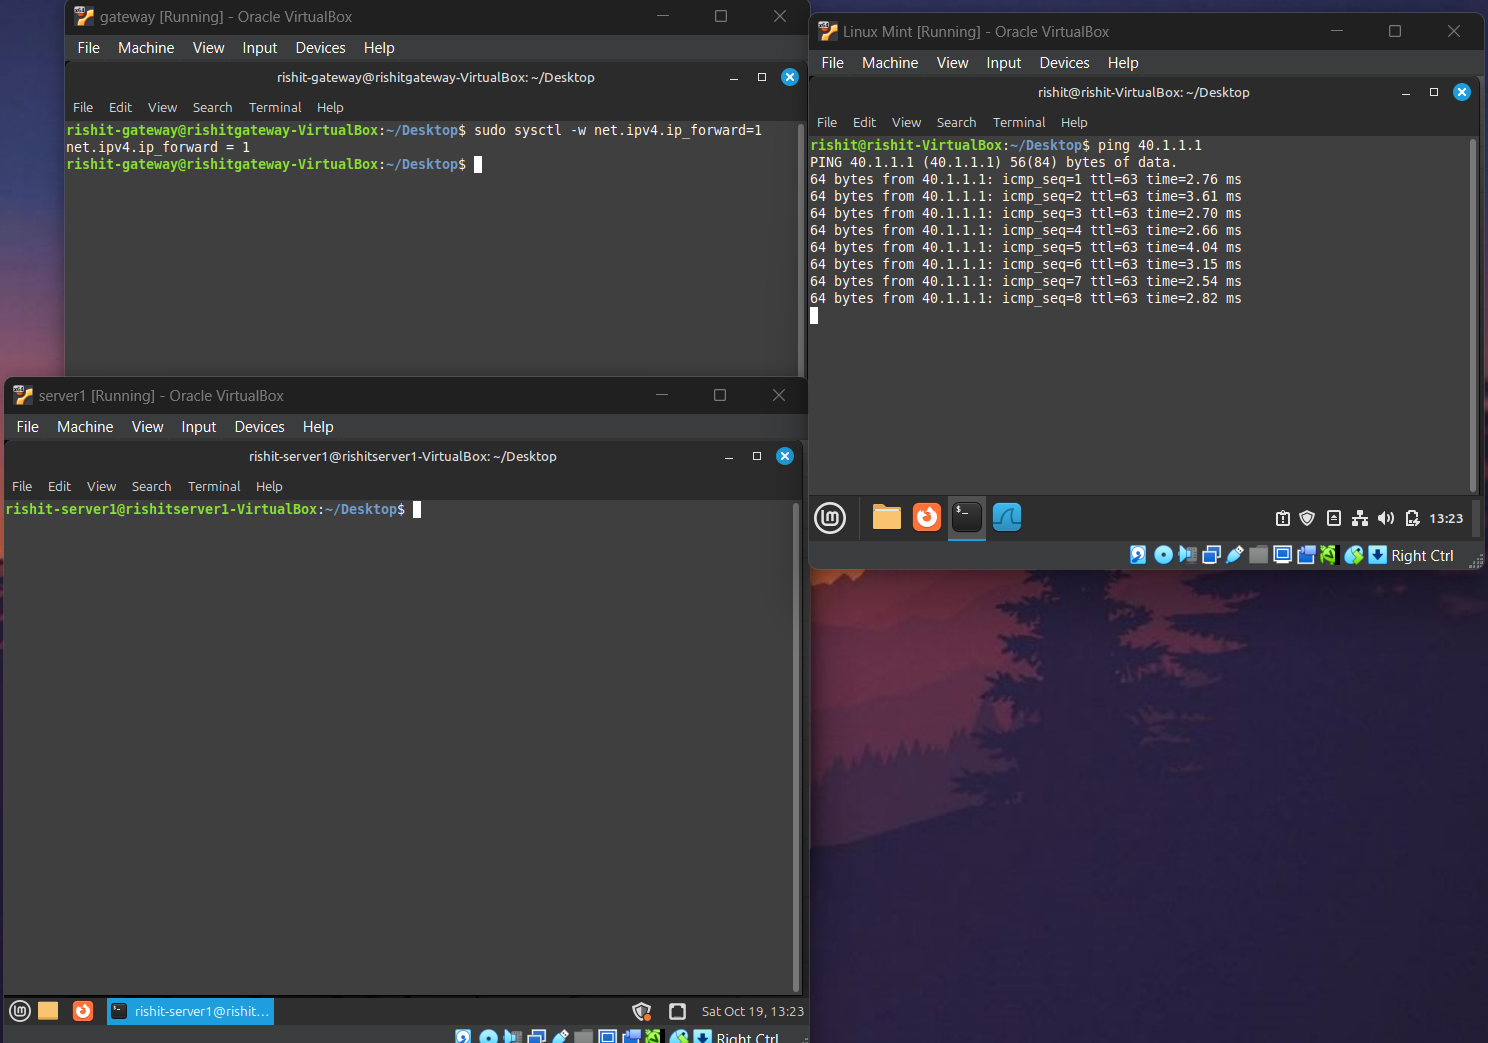 gateway [Running] - Oracle VirtualBox
File Machine View Input Devices Help
rishit-gateway@rishitgateway-VirtualBox: ~/Desktop
File Edit View Search Terminal Help
rishit-gateway@rishitgateway-VirtualBox:~/Desktop$ sudo sysctl -w net.ipv4.ip_forward=1
net.ipv4.ip_forward = 1
rishit-gateway@rishitgateway-VirtualBox:~/Desktop$
Linux Mint [Running] - Oracle VirtualBox
File Machine View Input Devices Help
rishit@rishit-VirtualBox: ~/Desktop
File Edit View Search Terminal Help
rishit@rishit-VirtualBox:~/Desktop$ ping 40.1.1.1
PING 40.1.1.1 (40.1.1.1) 56(84) bytes of data.
64 bytes from 40.1.1.1: icmp_seq=1 ttl=63 time=2.76 ms
64 bytes from 40.1.1.1: icmp_seq=2 ttl=63 time=3.61 ms
64 bytes from 40.1.1.1: icmp_seq=3 ttl=63 time=2.70 ms
64 bytes from 40.1.1.1: icmp_seq=4 ttl=63 time=2.66 ms
64 bytes from 40.1.1.1: icmp_seq=5 ttl=63 time=4.04 ms
64 bytes from 40.1.1.1: icmp_seq=6 ttl=63 time=3.15 ms
64 bytes from 40.1.1.1: icmp_seq=7 ttl=63 time=2.54 ms
64 bytes from 40.1.1.1: icmp_seq=8 ttl=63 time=2.82 ms
13:23
Right Ctrl
server1 [Running] - Oracle VirtualBox
File Machine View Input Devices Help
rishit-server1@rishitserver1-VirtualBox: ~/Desktop
File Edit View Search Terminal Help
rishit-server1@rishitserver1-VirtualBox:~/Desktop$
rishit-server1@rishit... Sat Oct 19, 13:23
Right Ctrl